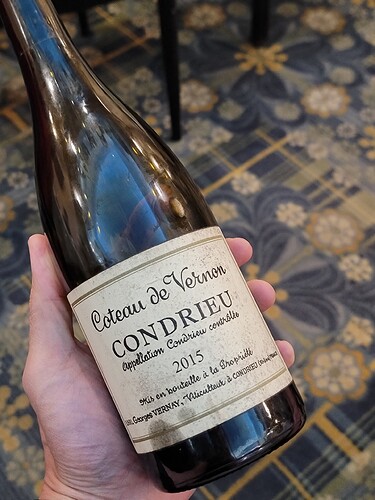 Coteau de Vernon
CONDRIEU
Appellation Condrieu contrôlée
2015
Mis en bouteille à la Propriété
Georges VERNAY, Viticulteur à CONDRIEU